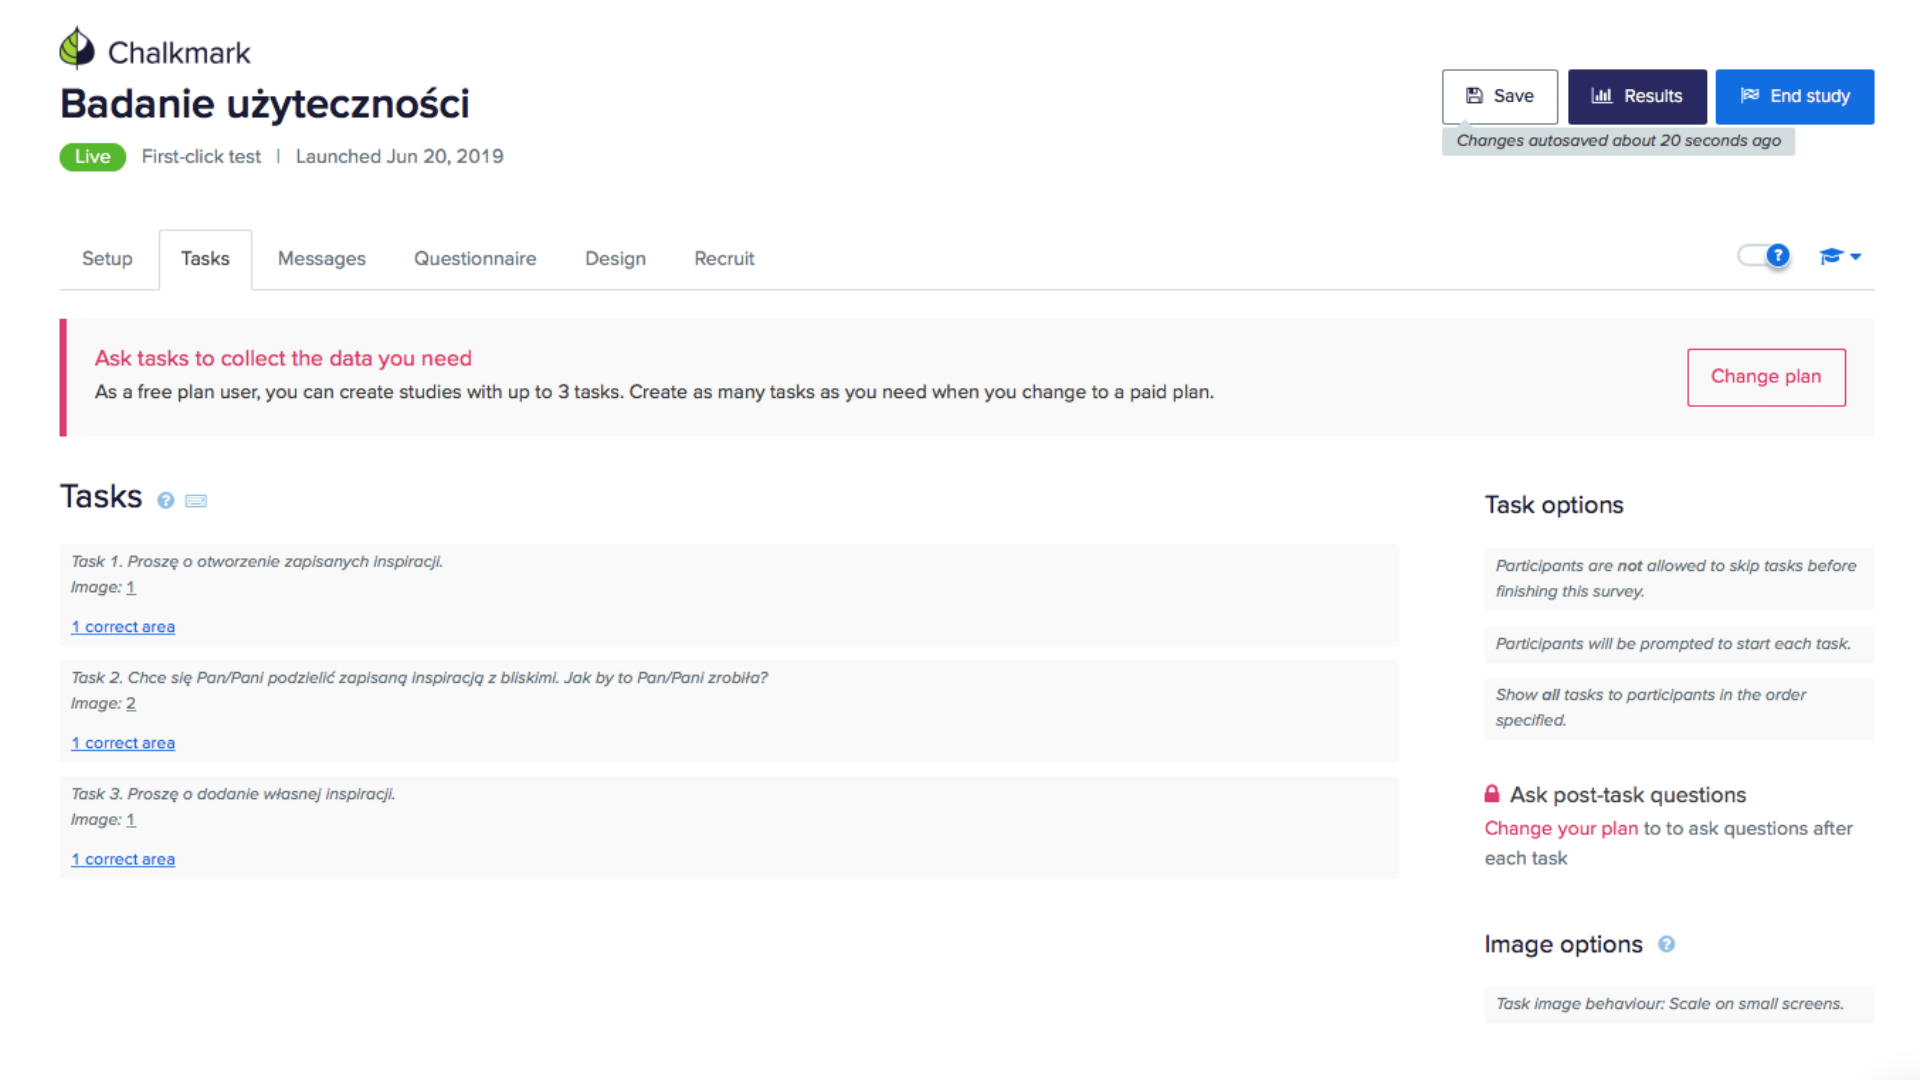 Chalkmark
Badanie użyteczności
Live First-click test | Launched Jun 20, 2019
Save Results End study
Changes autosaved about 20 seconds ago
Setup Tasks Messages Questionnaire Design Recruit
?
Ask tasks to collect the data you need
As a free plan user, you can create studies with up to 3 tasks. Create as many tasks as you need when you change to a paid plan.
Change plan
Tasks ?
Task 1. Proszę o otworzenie zapisanych inspiracji.
Image: 1
1 correct area
Task 2. Chce się Pan/Pani podzielić zapisaną inspiracją z bliskimi. Jak by to Pan/Pani zrobiła?
Image: 2
1 correct area
Task 3. Proszę o dodanie własnej inspiracji.
Image: 1
1 correct area
Task options
Participants are not allowed to skip tasks before
finishing this survey.
Participants will be prompted to start each task.
Show all tasks to participants in the order
specified.
Ask post-task questions
Change your plan to to ask questions after
each task
Image options ?
Task image behaviour: Scale on small screens.